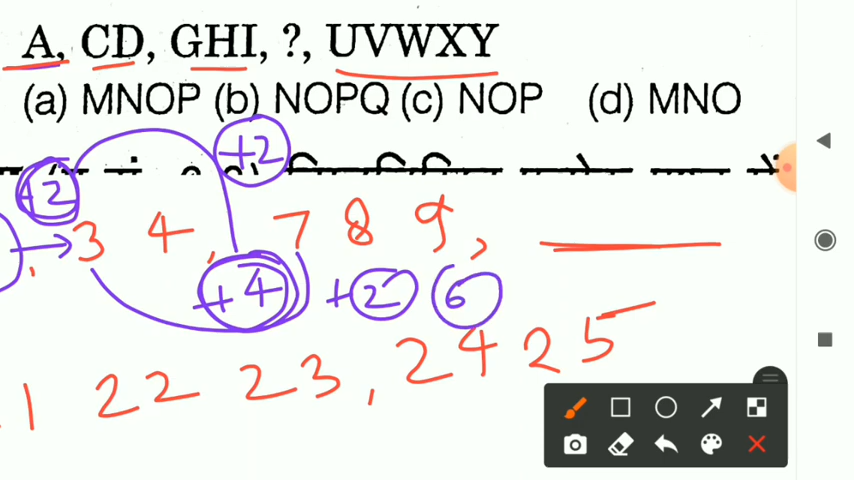 A, CD, GHI, ?, UVWXY
(a) MNOP (b) NOPQ (c) NOP (d) MNO
+2 +2
, → 3 4, 7 8 9,
+4 +2 6
1 22 23, 24 25